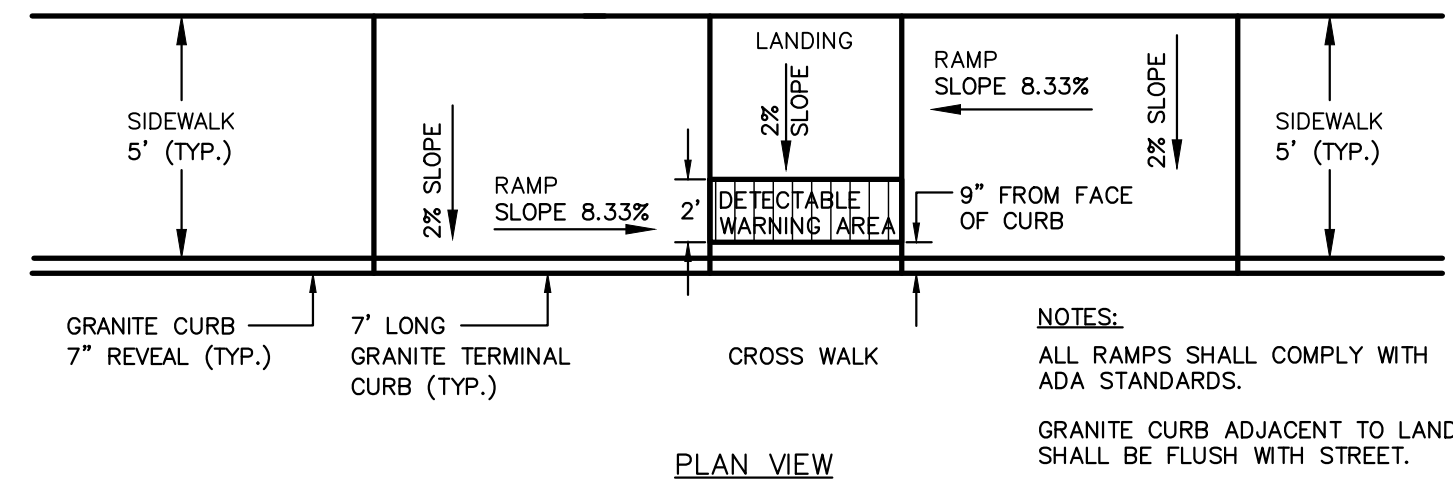 LANDING
RAMP
SLOPE 8.33%
2% SLOPE
SIDEWALK
5' (TYP.)
2% SLOPE
2%
SLOPE
SIDEWALK
5' (TYP.)
RAMP
SLOPE 8.33%
2'
DETECTABLE
WARNING AREA
9" FROM FACE
OF CURB
GRANITE CURB
7" REVEAL (TYP.)
7' LONG
GRANITE TERMINAL
CURB (TYP.)
CROSS WALK
NOTES:
ALL RAMPS SHALL COMPLY WITH
ADA STANDARDS.
GRANITE CURB ADJACENT TO LAND
SHALL BE FLUSH WITH STREET.
PLAN VIEW